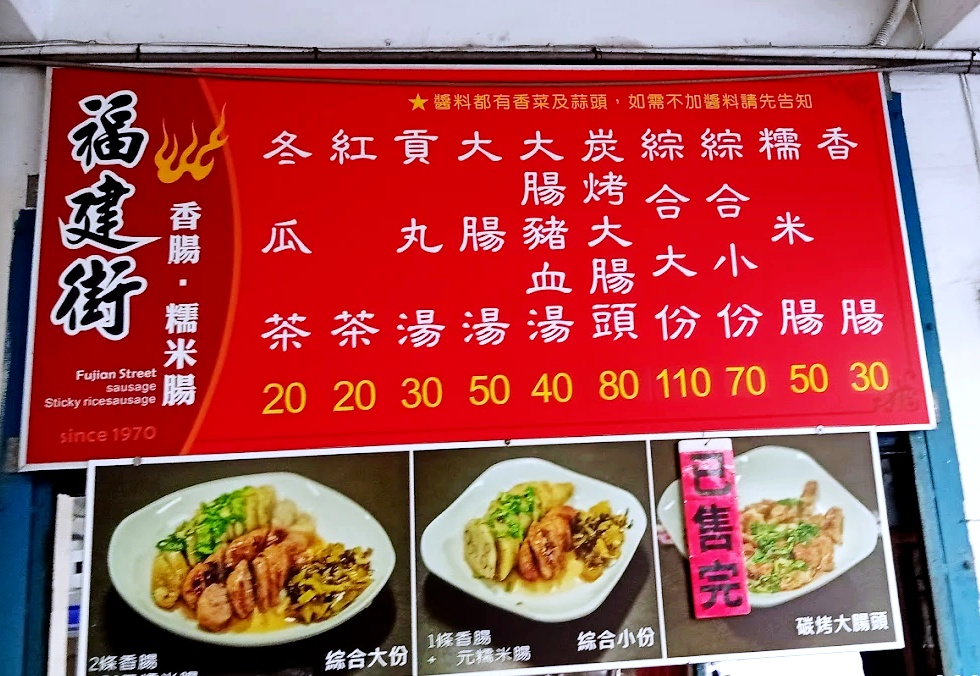 ★醬料都有香菜及蒜頭，如需不加醬料請先告知
福建街
香腸．糯米腸
Fujian Street
sausage
Sticky ricesausage
since 1970
香腸 30
糯米腸 50
綜合小份 70
綜合大份 110
炭烤大腸頭 80
大腸豬血湯 40
大腸湯 50
貢丸湯 30
紅茶 20
冬瓜茶 20
2條香腸
糯米腸
綜合大份
1條香腸
+ 元糯米腸
綜合小份
已售完
碳烤大腸頭